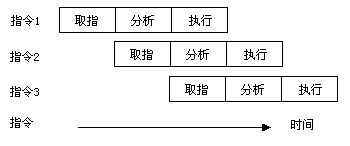 指令1 取指 分析 执行
指令2 取指 分析 执行
指令3 取指 分析 执行
指令 时间